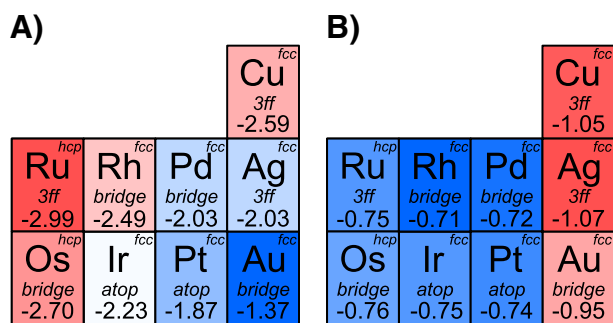 A) B)
fcc fcc
Cu Cu
3ff 3ff
-2.59 -1.05
hcp fcc fcc fcc hcp fcc fcc fcc
Ru Rh Pd Ag Ru Rh Pd Ag
3ff bridge bridge 3ff 3ff bridge bridge 3ff
-2.99 -2.49 -2.03 -2.03 -0.75 -0.71 -0.72 -1.07
hcp fcc fcc fcc hcp fcc fcc fcc
Os Ir Pt Au Os Ir Pt Au
bridge atop atop bridge bridge atop atop bridge
-2.70 -2.23 -1.87 -1.37 -0.76 -0.75 -0.74 -0.95